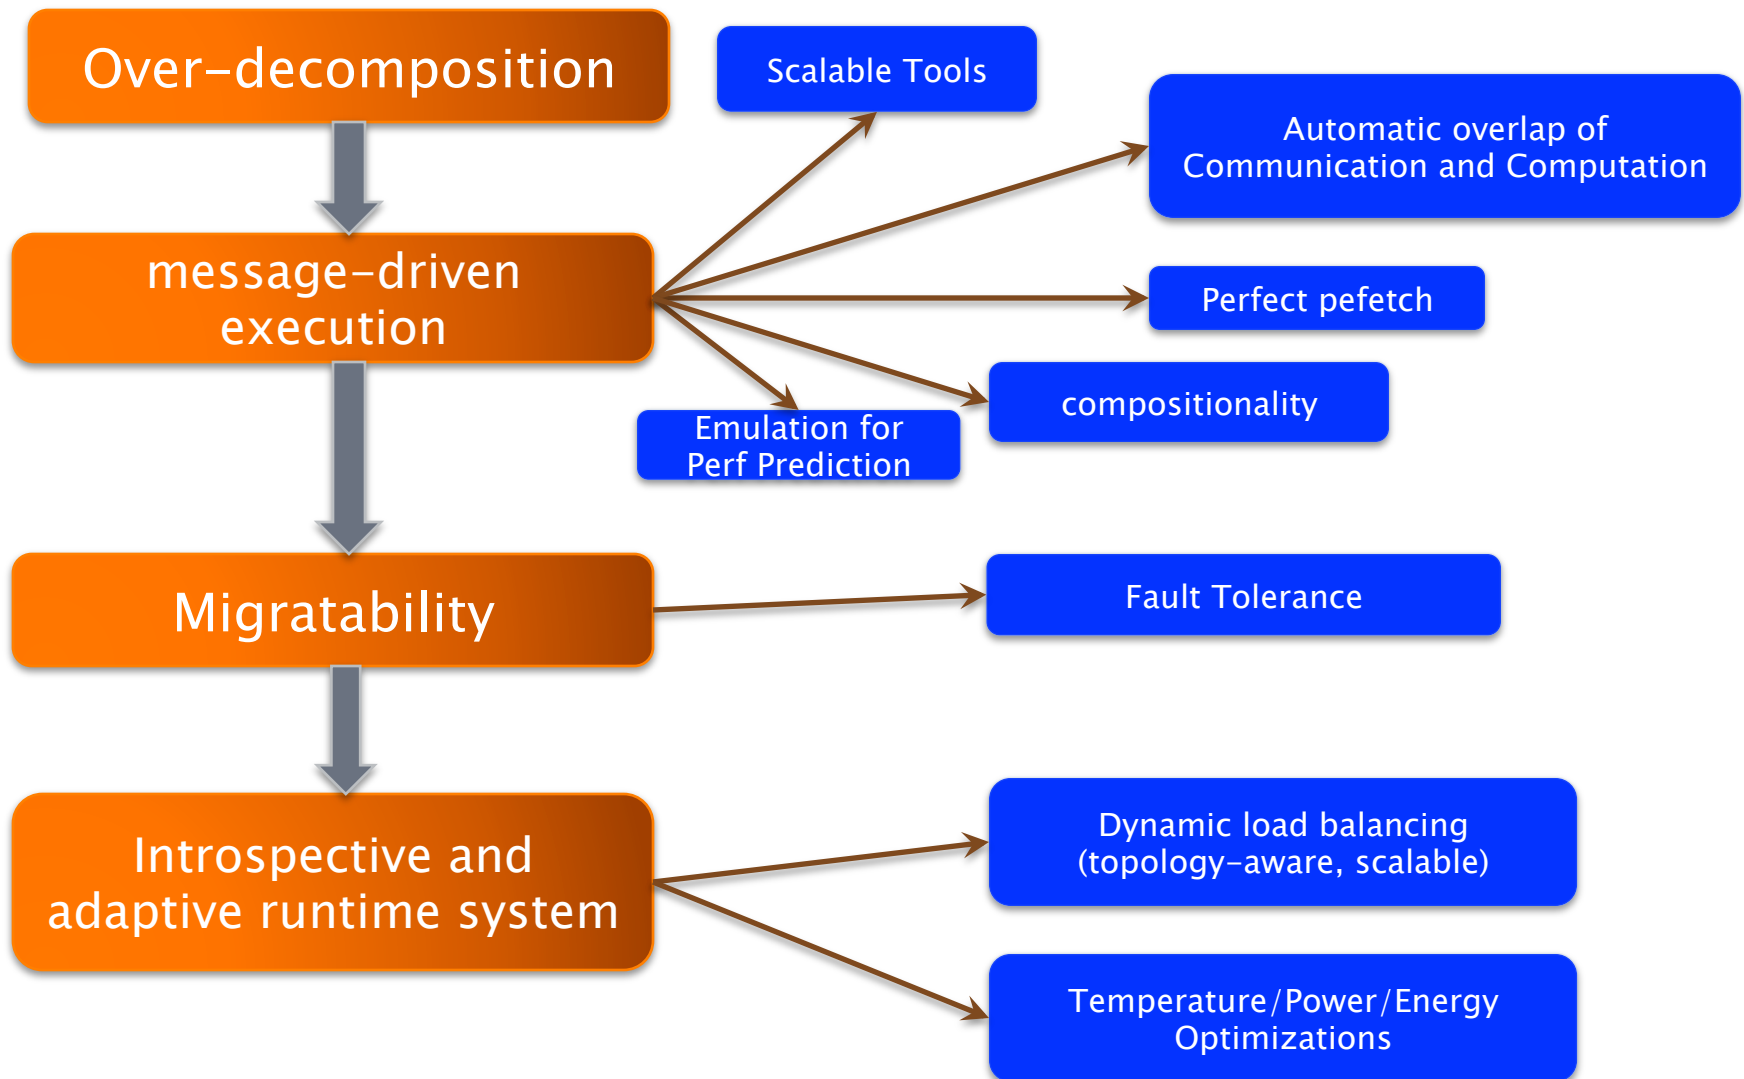 Over-decomposition
Scalable Tools
Automatic overlap of
Communication and Computation
message-driven
execution
Perfect pefetch
compositionality
Emulation for
Perf Prediction
Migratability
Fault Tolerance
Introspective and
adaptive runtime system
Dynamic load balancing
(topology-aware, scalable)
Temperature/Power/Energy
Optimizations